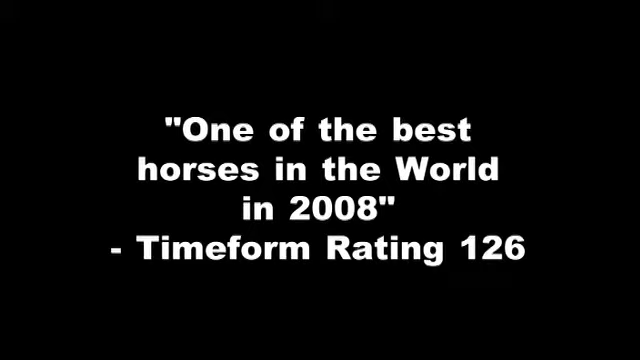 "One of the best
horses in the World
in 2008"
- Timeform Rating 126